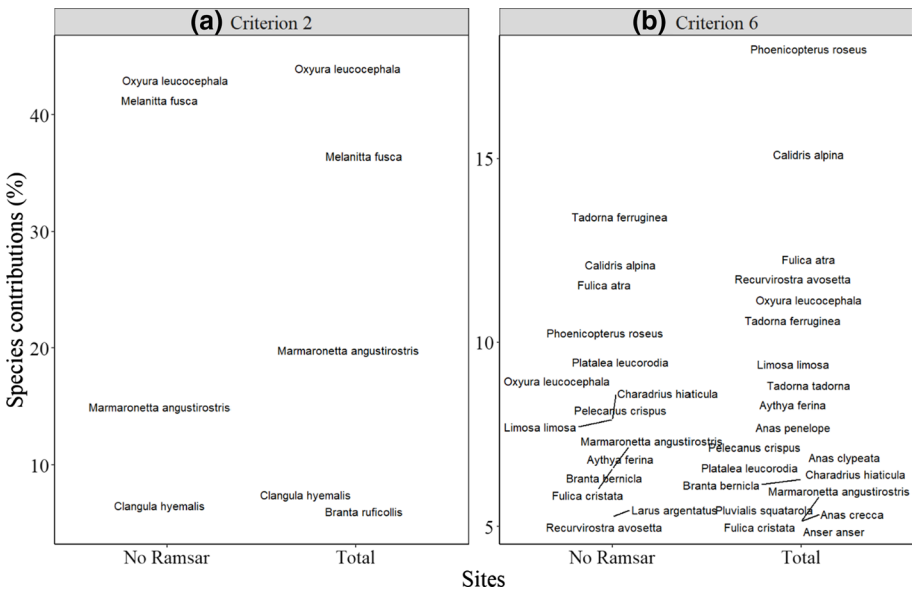 (a) Criterion 2
(b) Criterion 6
Species contributions (%)
40
30
20
10
Oxyura leucocephala
Melanitta fusca
Marmaronetta angustirostris
Clangula hyemalis
Oxyura leucocephala
Melanitta fusca
Marmaronetta angustirostris
Clangula hyemalis
Branta ruficollis
No Ramsar
Total
15
10
5
Tadorna ferruginea
Calidris alpina
Fulica atra
Phoenicopterus roseus
Platalea leucorodia
Oxyura leucocephala
Charadrius hiaticula
Pelecanus crispus
Limosa limosa
Marmaronetta angustirostris
Aythya ferina
Branta bernicla
Fulica cristata
Larus argentatus
Recurvirostra avosetta
Phoenicopterus roseus
Calidris alpina
Fulica atra
Recurvirostra avosetta
Oxyura leucocephala
Tadorna ferruginea
Limosa limosa
Tadorna tadorna
Aythya ferina
Anas penelope
Pelecanus crispus
Anas clypeata
Platalea leucorodia
Charadrius hiaticula
Branta bernicla
Marmaronetta angustirostris
Pluvialis squatarola
Anas crecca
Fulica cristata
Anser anser
No Ramsar
Total
Sites